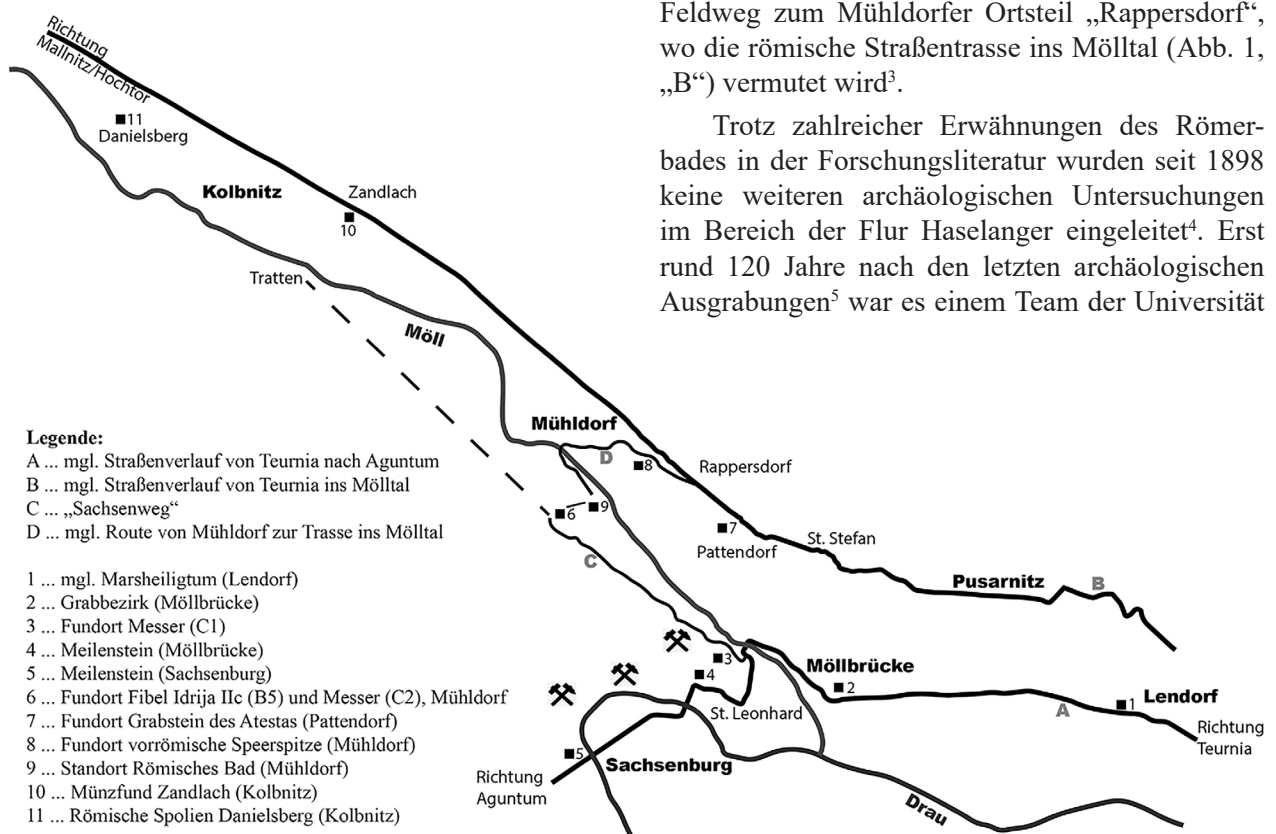 Feldweg zum Mühldorfer Ortsteil „Rappersdorf“,
wo die römische Straßentrasse ins Mölltal (Abb. 1,
„B“) vermutet wird³.
Trotz zahlreicher Erwähnungen des Römer-
bades in der Forschungsliteratur wurden seit 1898
keine weiteren archäologischen Untersuchungen
im Bereich der Flur Haselanger eingeleitet⁴. Erst
rund 120 Jahre nach den letzten archäologischen
Ausgrabungen⁵ war es einem Team der Universität
Richtung
Mallnitz/Hochtor
11
Danielsberg
Kolbnitz
Zandlach
10
Tratten
Möll
Mühldorf
D
8
Rappersdorf
9
6
7
Pattendorf
St. Stefan
C
Pusarnitz
B
3
4
Möllbrücke
2
St. Leonhard
A
1
Lendorf
Richtung
Teurnia
5
Sachsenburg
Richtung
Aguntum
Drau
Legende:
A ... mgl. Straßenverlauf von Teurnia nach Aguntum
B ... mgl. Straßenverlauf von Teurnia ins Mölltal
C ... „Sachsenweg“
D ... mgl. Route von Mühldorf zur Trasse ins Mölltal
1 ... mgl. Marsheiligtum (Lendorf)
2 ... Grabbezirk (Möllbrücke)
3 ... Fundort Messer (C1)
4 ... Meilenstein (Möllbrücke)
5 ... Meilenstein (Sachsenburg)
6 ... Fundort Fibel Idrija IIc (B5) und Messer (C2), Mühldorf
7 ... Fundort Grabstein des Atestas (Pattendorf)
8 ... Fundort vorrömische Speerspitze (Mühldorf)
9 ... Standort Römisches Bad (Mühldorf)
10 ... Münzfund Zandlach (Kolbnitz)
11 ... Römische Spolien Danielsberg (Kolbnitz)